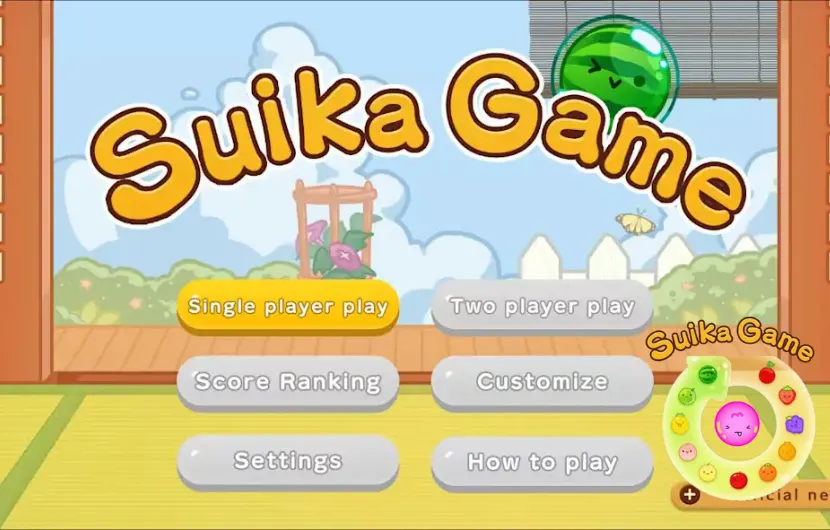 Suika Game
Single player play
Two player play
Suika Game
Score Ranking
Customize
Settings
How to play